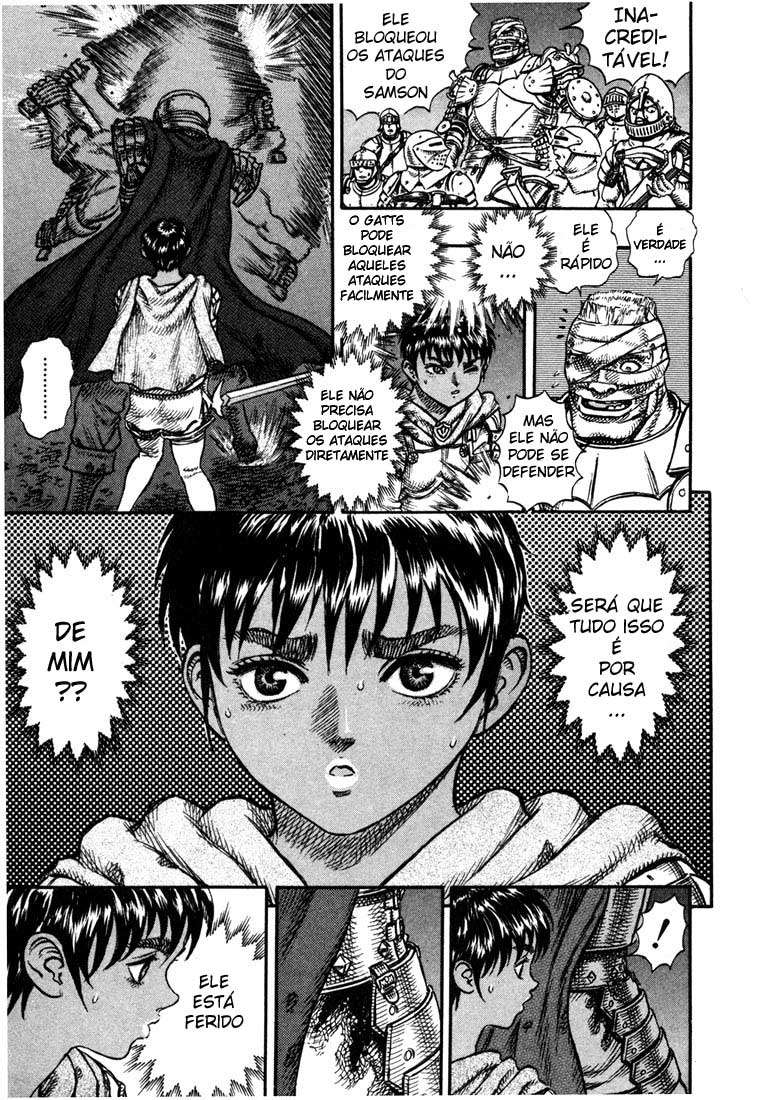 INA-
CREDI-
TÁVEL!
ELE
BLOQUEOU
OS ATAQUES
DO
SAMSON
É
VERDADE
...
ELE
É
RÁPIDO
MAS
ELE NÃO
PODE SE
DEFENDER
NÃO
...
O GATTS
PODE
BLOQUEAR
AQUELES
ATAQUES
FACILMENTE
ELE NÃO
PRECISA
BLOQUEAR
OS ATAQUES
DIRETAMENTE
.........
SERÁ QUE
TUDO ISSO
É
POR
CAUSA
...
DE
MIM
??
!
ELE
ESTÁ
FERIDO